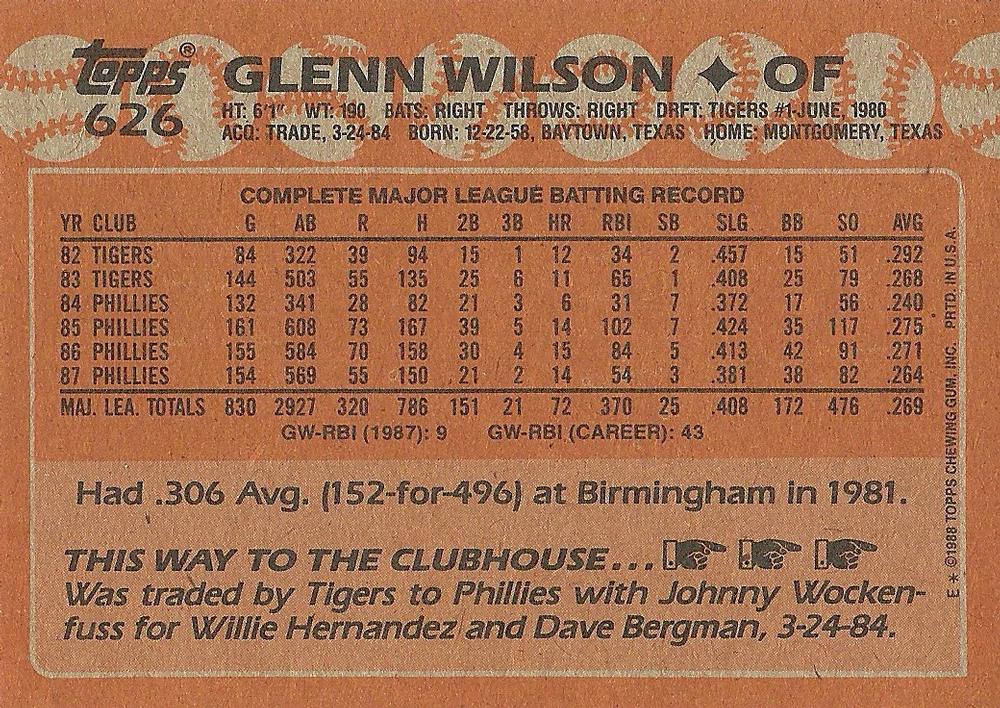 Topps® GLENN WILSON ✦ OF
626
HT: 6'1" WT: 190 BATS: RIGHT THROWS: RIGHT DRFT: TIGERS #1-JUNE, 1980
ACQ: TRADE, 3-24-84 BORN: 12-22-58, BAYTOWN, TEXAS HOME: MONTGOMERY, TEXAS
COMPLETE MAJOR LEAGUE BATTING RECORD
YR CLUB G AB R H 2B 3B HR RBI SB SLG BB SO AVG
82 TIGERS 84 322 39 94 15 1 12 34 2 .457 15 51 .292
83 TIGERS 144 503 55 135 25 6 11 65 1 .408 25 79 .268
84 PHILLIES 132 341 28 82 21 3 6 31 7 .372 17 56 .240
85 PHILLIES 161 608 73 167 39 5 14 102 7 .424 35 117 .275
86 PHILLIES 155 584 70 158 30 4 15 84 5 .413 42 91 .271
87 PHILLIES 154 569 55 150 21 2 14 54 3 .381 38 82 .264
MAJ. LEA. TOTALS 830 2927 320 786 151 21 72 370 25 .408 172 476 .269
GW-RBI (1987): 9 GW-RBI (CAREER): 43
Had .306 Avg. (152-for-496) at Birmingham in 1981.
THIS WAY TO THE CLUBHOUSE...
Was traded by Tigers to Phillies with Johnny Wocken-
fuss for Willie Hernandez and Dave Bergman, 3-24-84.
E * ©1988 TOPPS CHEWING GUM, INC. PRTD. IN U.S.A.